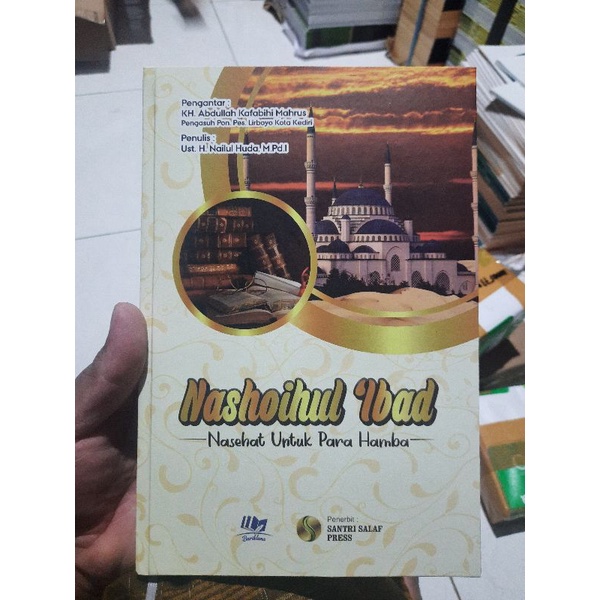 Pengantar :
KH. Abdullah Kafabihi Mahrus
Pengasuh Pon. Pes. Lirboyo Kota Kediri
Penulis :
Ust. H. Nailul Huda, M.Pd.I
Nashoihul 'Ibad
Nasehat Untuk Para Hamba
Penerbit :
SANTRI SALAF
PRESS